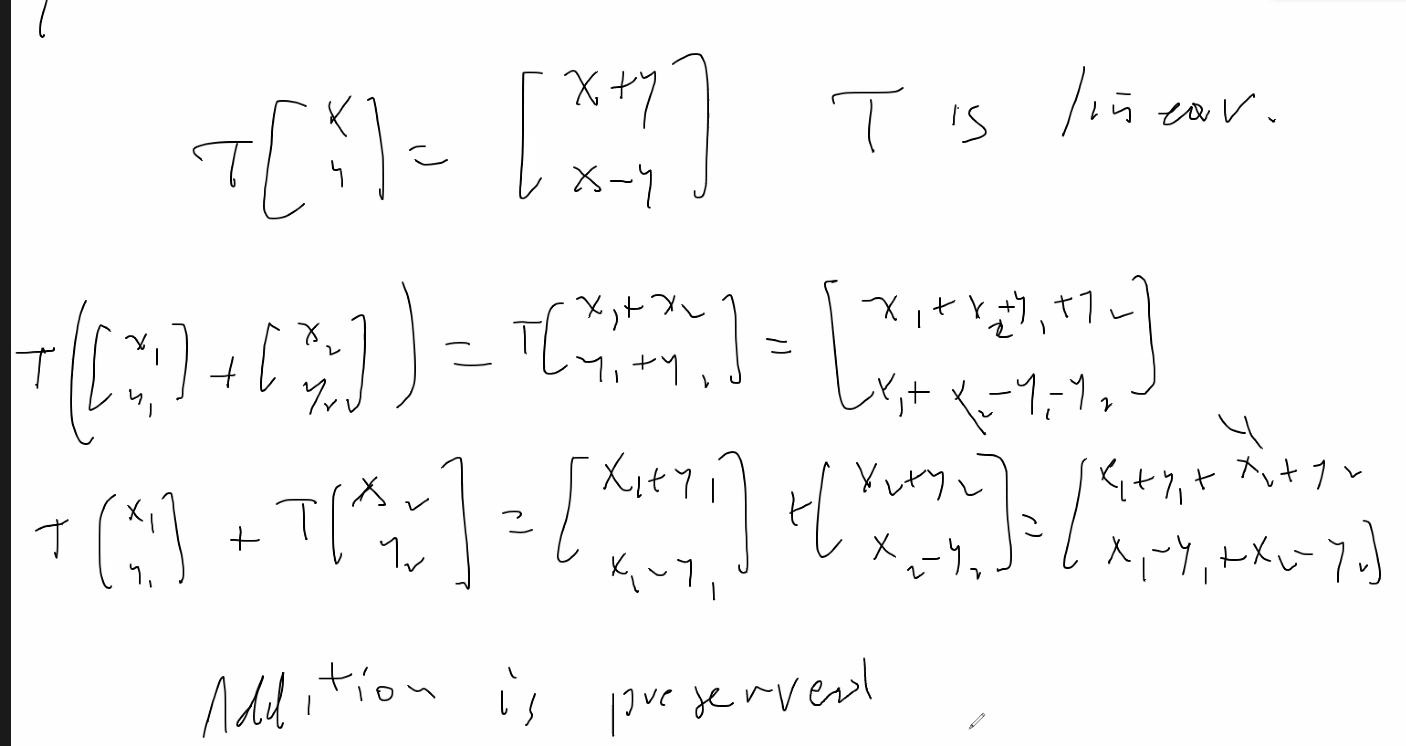 T[x y] = [x+y x-y] T is linear.
T([x₁ y₁] + [x₂ y₂]) = T[x₁+x₂ y₁+y₂] = [x₁+x₂+y₁+y₂ x₁+x₂-y₁-y₂]
T[x₁ y₁] + T[x₂ y₂] = [x₁+y₁ x₁-y₁] + [x₂+y₂ x₂-y₂] = [x₁+y₁+x₂+y₂ x₁-y₁+x₂-y₂]
Addition is preserved